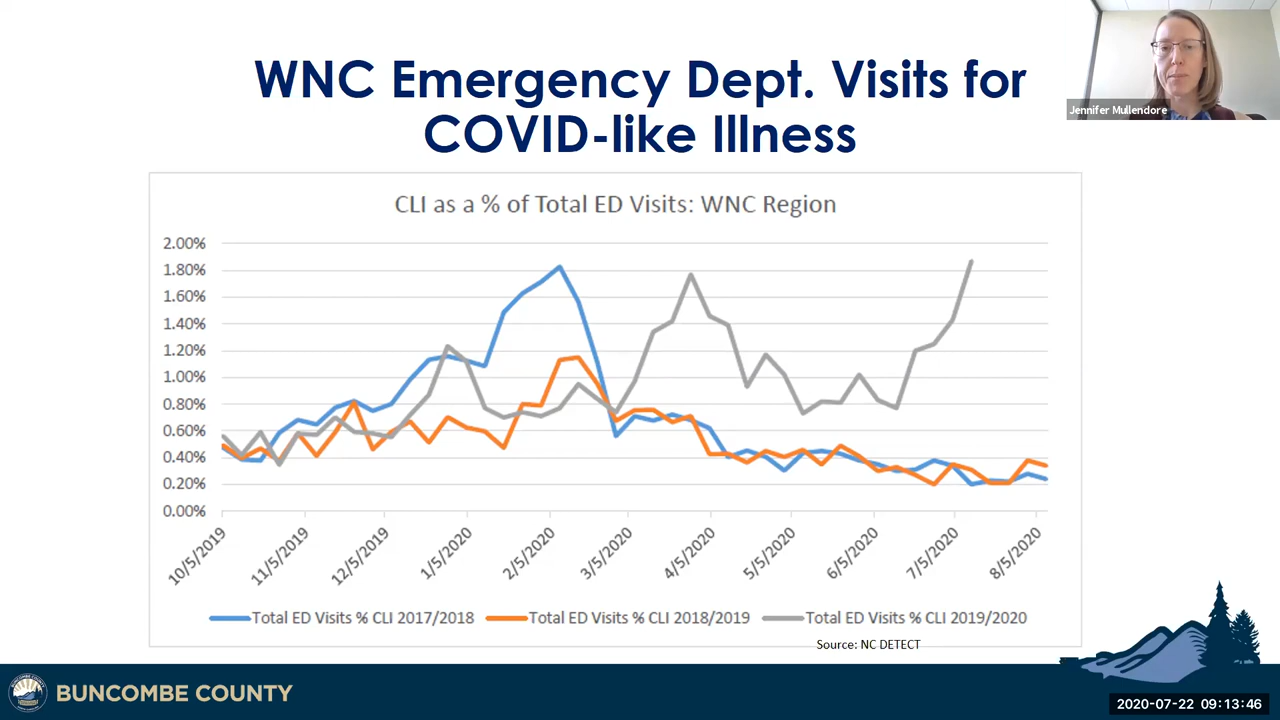 WNC Emergency Dept. Visits for
COVID-like Illness
Jennifer Mullendore
CLI as a % of Total ED Visits: WNC Region
2.00%
1.80%
1.60%
1.40%
1.20%
1.00%
0.80%
0.60%
0.40%
0.20%
0.00%
10/5/2019
11/5/2019
12/5/2019
1/5/2020
2/5/2020
3/5/2020
4/5/2020
5/5/2020
6/5/2020
7/5/2020
8/5/2020
Total ED Visits % CLI 2017/2018
Total ED Visits % CLI 2018/2019
Total ED Visits % CLI 2019/2020
Source: NC DETECT
BUNCOMBE COUNTY
2020-07-22 09:13:46